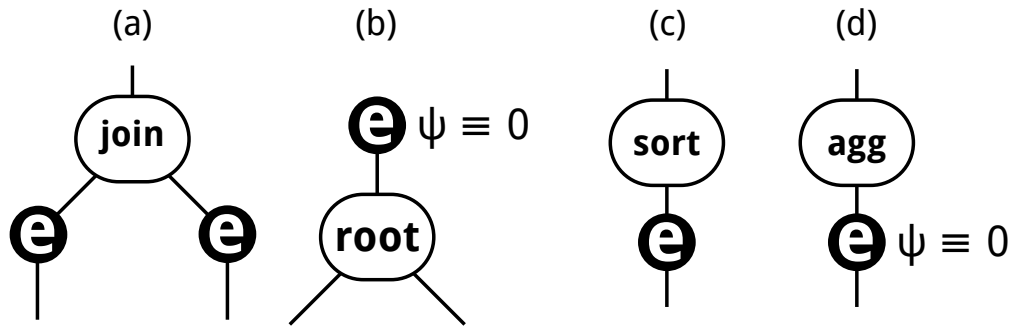 (a)
join
e
e
(b)
e ψ ≡ 0
root
(c)
sort
e
(d)
agg
e ψ ≡ 0